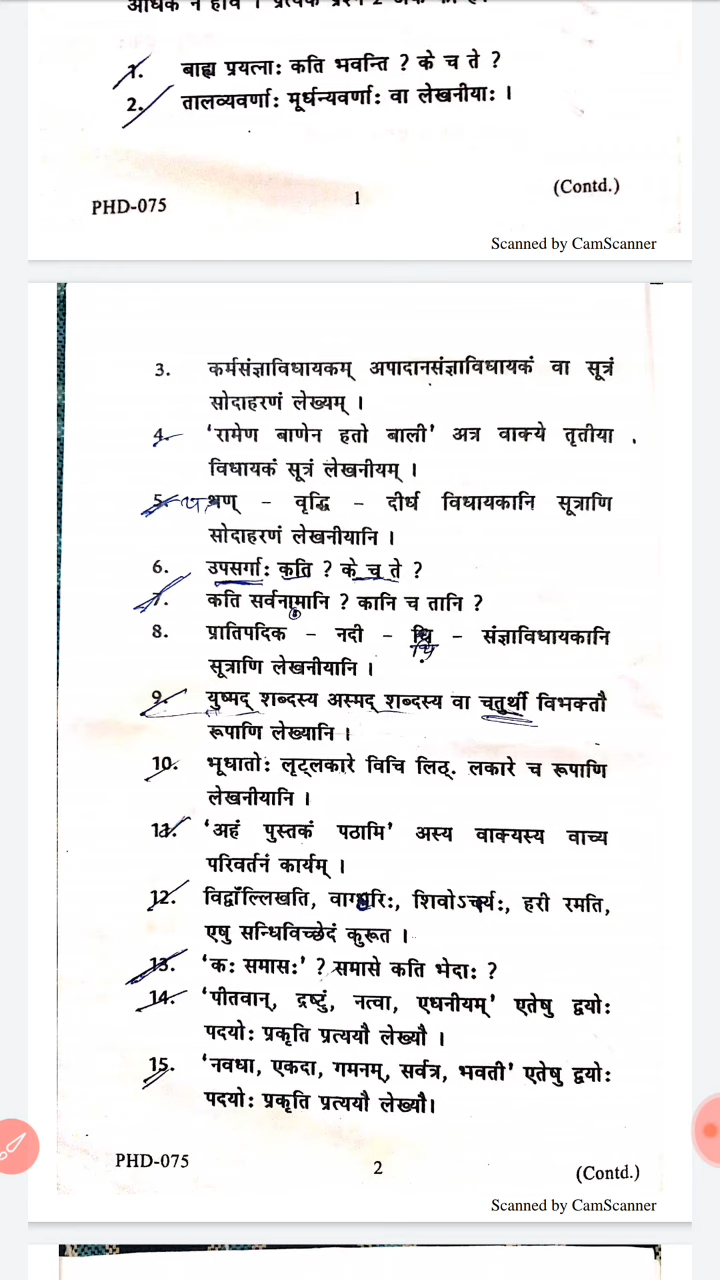 1. बाह्य प्रयत्नाः कति भवन्ति ? के च ते ?
2. तालव्यवर्णाः मूर्धन्यवर्णाः वा लेखनीयाः ।
(Contd.)
1
PHD-075
Scanned by CamScanner
3. कर्मसंज्ञाविधायकम् अपादानसंज्ञाविधायकं वा सूत्रं
सोदाहरणं लेख्यम् ।
4. ‘रामेण बाणेन हतो बाली’ अत्र वाक्ये तृतीया
विधायकं सूत्रं लेखनीयम् ।
5. - वृद्धि - दीर्घ विधायकानि सूत्राणि
सोदाहरणं लेखनीयानि ।
6. उपसर्गाः कति ? के च ते ?
7. कति सर्वनामानि ? कानि च तानि ?
8. प्रातिपदिक - नदी - घि - संज्ञाविधायकानि
सूत्राणि लेखनीयानि ।
9. युष्मद् शब्दस्य अस्मद् शब्दस्य वा चतुर्थी विभक्तौ
रूपाणि लेख्यानि ।
10. भूधातोः लृट्लकारे विचि लिठ्. लकारे च रूपाणि
लेखनीयानि ।
11. ‘अहं पुस्तकं पठामि’ अस्य वाक्यस्य वाच्य
परिवर्तनं कार्यम् ।
12. विद्वाँल्लिखति, शिवोऽर्च्यः, हरी रमति,
एषु सन्धिविच्छेदं कुरूत ।
13. ‘कः समासः’ ? समासे कति भेदाः ?
14. ‘पीतवान्, द्रष्टुं, नत्वा, एधनीयम्’ एतेषु द्वयोः
पदयोः प्रकृति प्रत्ययौ लेख्यौ ।
15. ‘नवधा, एकदा, गमनम्, सर्वत्र, भवती’ एतेषु द्वयोः
पदयोः प्रकृति प्रत्ययौ लेख्यौ।
PHD-075
2
(Contd.)
Scanned by CamScanner